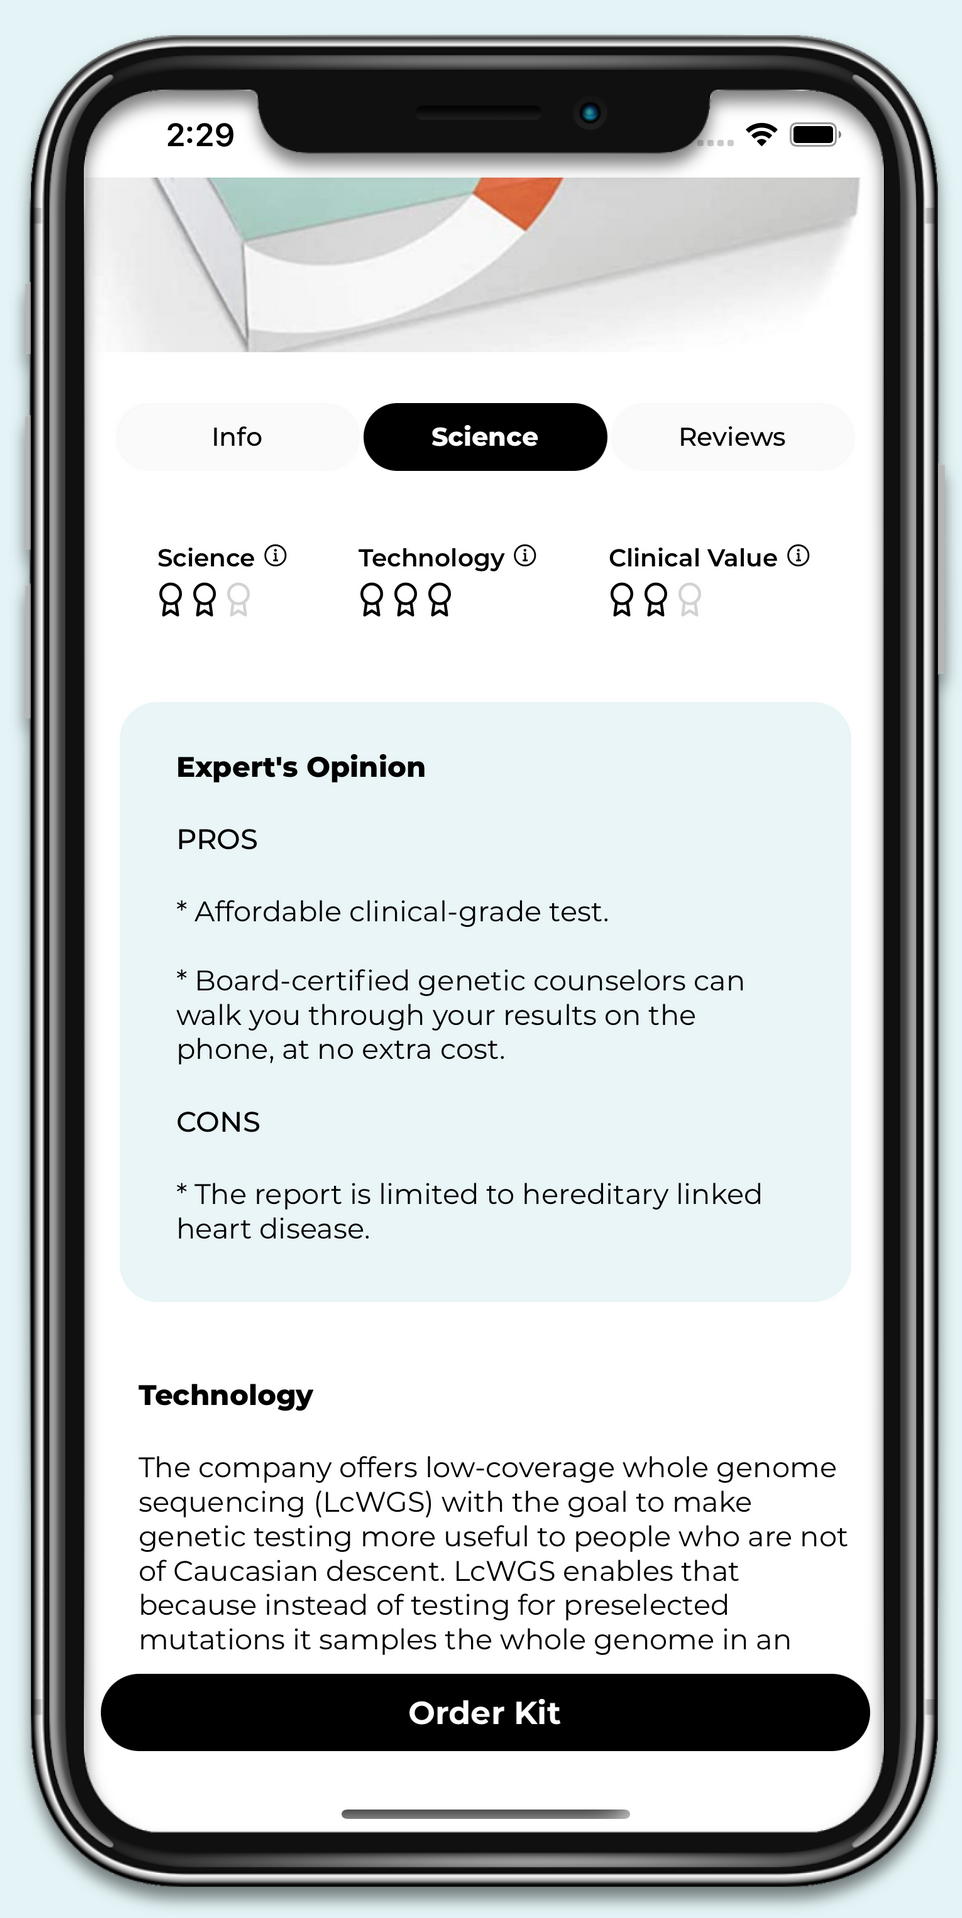 2:29
Info
Science
Reviews
Science
Technology
Clinical Value
Expert's Opinion
PROS
* Affordable clinical-grade test.
* Board-certified genetic counselors can
walk you through your results on the
phone, at no extra cost.
CONS
* The report is limited to hereditary linked
heart disease.
Technology
The company offers low-coverage whole genome
sequencing (LcWGS) with the goal to make
genetic testing more useful to people who are not
of Caucasian descent. LcWGS enables that
because instead of testing for preselected
mutations it samples the whole genome in an
Order Kit